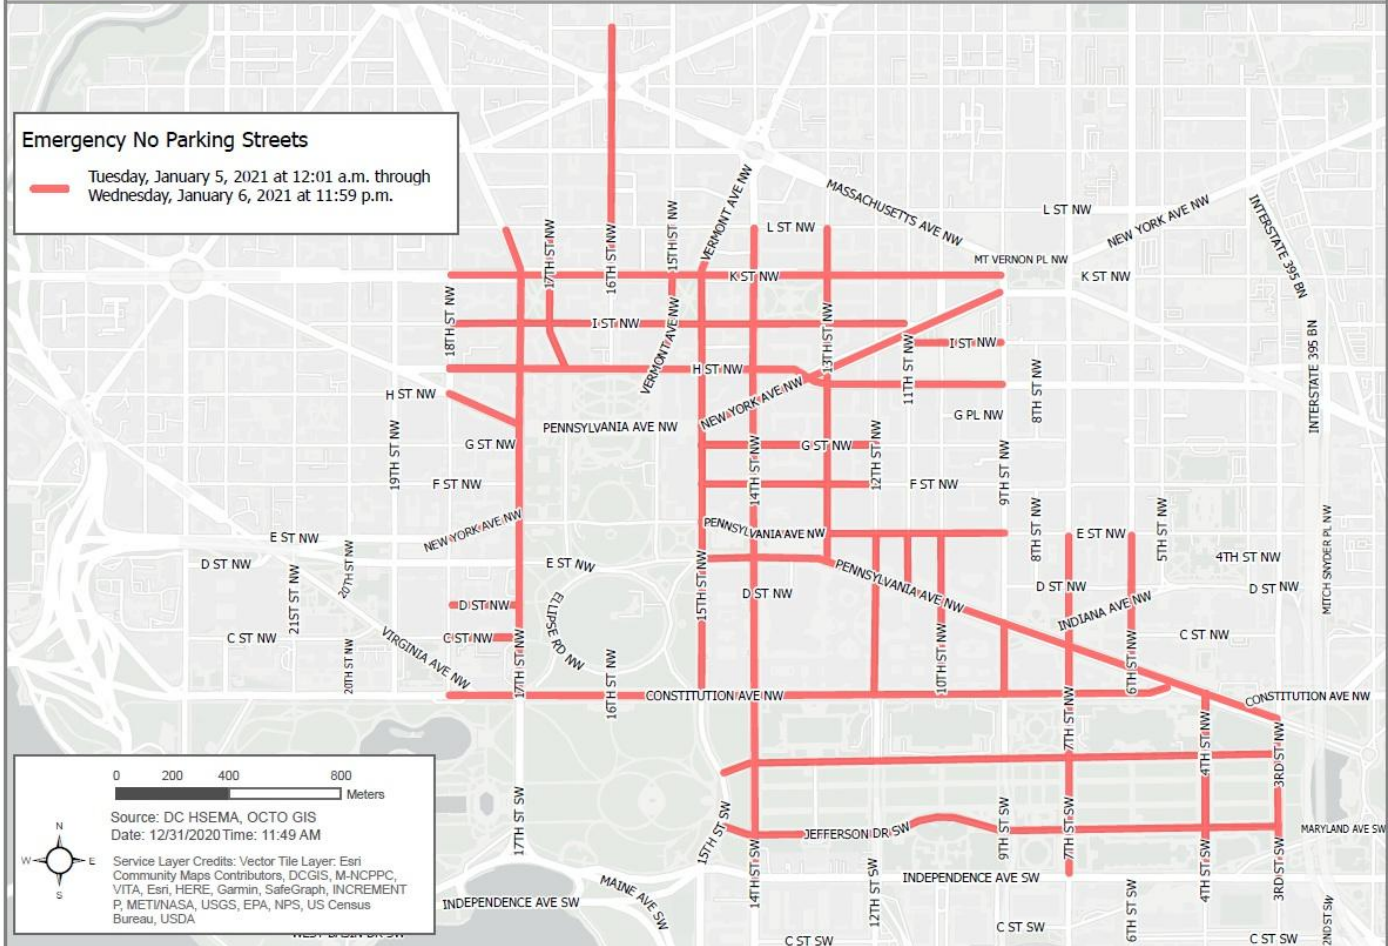 Emergency No Parking Streets
Tuesday, January 5, 2021 at 12:01 a.m. through
Wednesday, January 6, 2021 at 11:59 p.m.
MASSACHUSETTS AVE NW
VERMONT AVE NW
L ST NW
NEW YORK AVE NW
INTERSTATE 395 BN
17TH ST NW
16TH ST NW
15TH ST NW
L ST NW
MT VERNON PL NW
K ST NW
K ST NW
18TH ST NW
I ST NW
VERMONT AVE NW
13TH ST NW
I ST NW
11TH ST NW
INTERSTATE 395 BN
H ST NW
H ST NW
8TH ST NW
NEW YORK AVE NW
G PL NW
PENNSYLVANIA AVE NW
19TH ST NW
G ST NW
14TH ST NW
G ST NW
12TH ST NW
9TH ST NW
F ST NW
F ST NW
NEW YORK AVE NW
PENNSYLVANIA AVE NW
8TH ST NW
E ST NW
5TH ST NW
MITCH SNYDER PL NW
E ST NW
D ST NW
20TH ST NW
21ST ST NW
E ST NW
15TH ST NW
PENNSYLVANIA AVE NW
4TH ST NW
D ST NW
D ST NW
D ST NW
D ST NW
ELLIPSE RD NW
INDIANA AVE NW
C ST NW
VIRGINIA AVE NW
C ST NW
C ST NW
20TH ST NW
17TH ST NW
16TH ST NW
10TH ST NW
6TH ST NW
CONSTITUTION AVE NW
CONSTITUTION AVE NW
7TH ST NW
4TH ST NW
3RD ST NW
0 200 400 800
Meters
Source: DC HSEMA, OCTO GIS
Date: 12/31/2020 Time: 11:49 AM
N
W E
S
Service Layer Credits: Vector Tile Layer: Esri
Community Maps Contributors, DCGIS, M-NCPPC,
VITA, Esri, HERE, Garmin, SafeGraph, INCREMENT
P, METI/NASA, USGS, EPA, NPS, US Census
Bureau, USDA
17TH ST SW
15TH ST SW
14TH ST SW
JEFFERSON DR SW
12TH ST SW
9TH ST SW
7TH ST SW
MARYLAND AVE SW
4TH ST SW
3RD ST SW
INDEPENDENCE AVE SW
MAINE AVE SW
INDEPENDENCE AVE SW
6TH ST SW
2ND ST SW
C ST SW
C ST SW
C ST SW